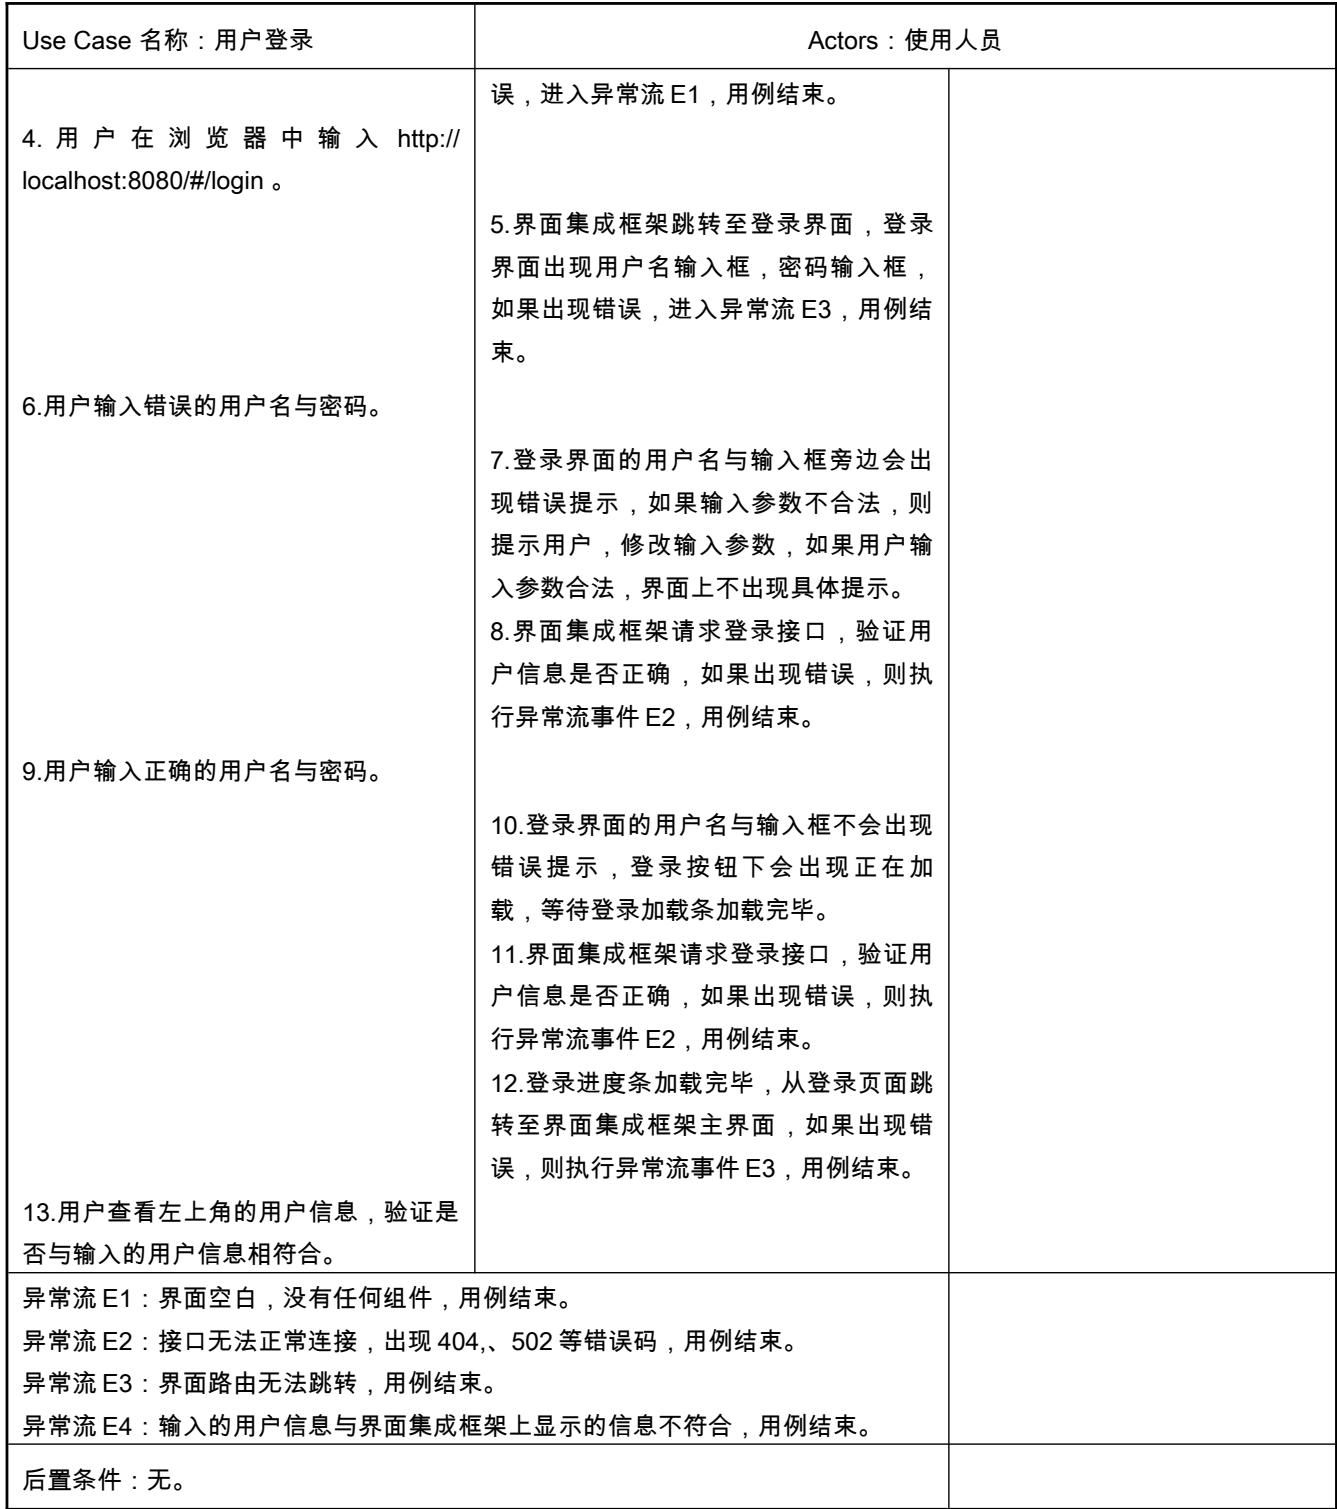 Use Case 名称：用户登录
Actors：使用人员
误，进入异常流 E1，用例结束。
4. 用户在浏览器中输入 http://
localhost:8080/#/login 。
5.界面集成框架跳转至登录界面，登录
界面出现用户名输入框，密码输入框，
如果出现错误，进入异常流 E3，用例结
束。
6.用户输入错误的用户名与密码。
7.登录界面的用户名与输入框旁边会出
现错误提示，如果输入参数不合法，则
提示用户，修改输入参数，如果用户输
入参数合法，界面上不出现具体提示。
8.界面集成框架请求登录接口，验证用
户信息是否正确，如果出现错误，则执
行异常流事件 E2，用例结束。
9.用户输入正确的用户名与密码。
10.登录界面的用户名与输入框不会出现
错误提示，登录按钮下会出现正在加
载，等待登录加载条加载完毕。
11.界面集成框架请求登录接口，验证用
户信息是否正确，如果出现错误，则执
行异常流事件 E2，用例结束。
12.登录进度条加载完毕，从登录页面跳
转至界面集成框架主界面，如果出现错
误，则执行异常流事件 E3，用例结束。
13.用户查看左上角的用户信息，验证是
否与输入的用户信息相符合。
异常流 E1：界面空白，没有任何组件，用例结束。
异常流 E2：接口无法正常连接，出现 404,、502 等错误码，用例结束。
异常流 E3：界面路由无法跳转，用例结束。
异常流 E4：输入的用户信息与界面集成框架上显示的信息不符合，用例结束。
后置条件：无。